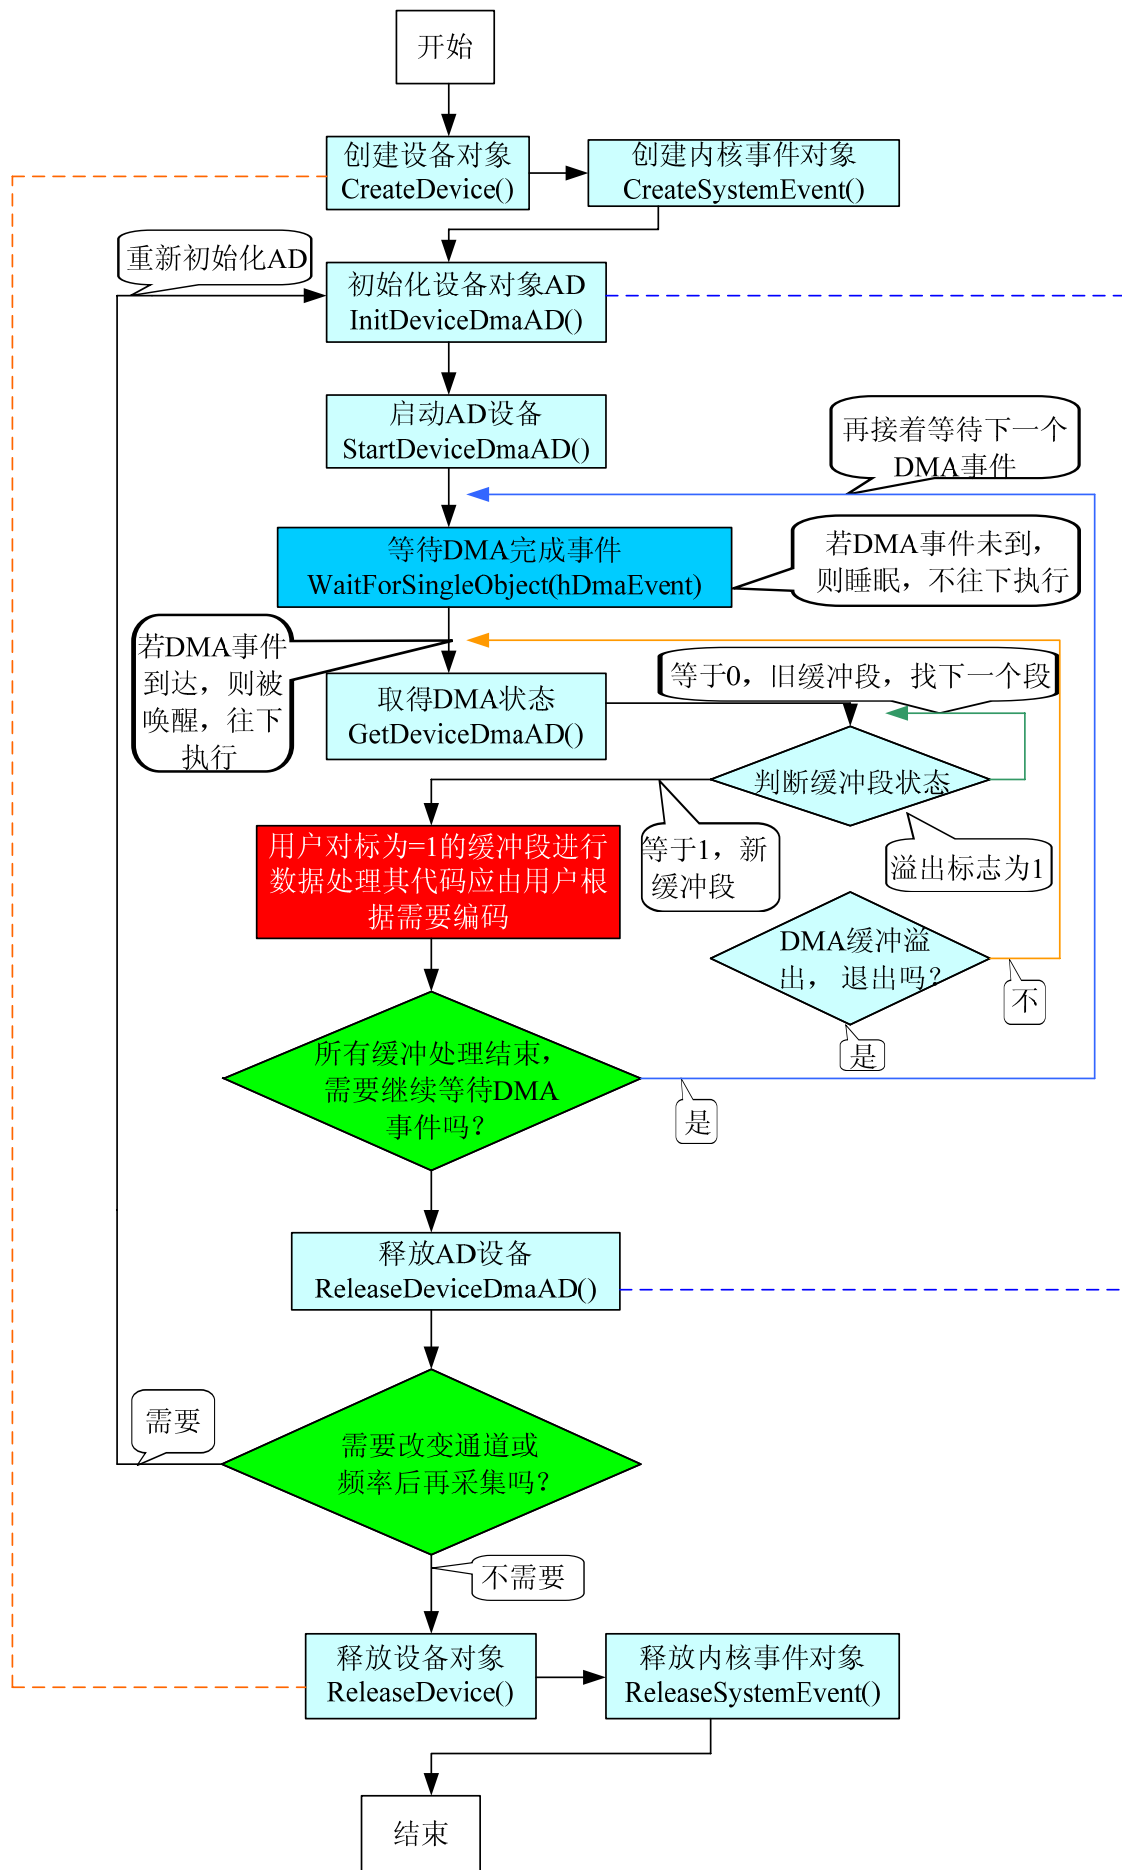 开始
创建设备对象
CreateDevice()
创建内核事件对象
CreateSystemEvent()
重新初始化AD
初始化设备对象AD
InitDeviceDmaAD()
启动AD设备
StartDeviceDmaAD()
再接着等待下一个
DMA事件
等待DMA完成事件
WaitForSingleObject(hDmaEvent)
若DMA事件未到，
则睡眠，不往下执行
若DMA事件
到达，则被
唤醒，往下
执行
取得DMA状态
GetDeviceDmaAD()
等于0，旧缓冲段，找下一个段
判断缓冲段状态
等于1，新
缓冲段
溢出标志为1
用户对标为=1的缓冲段进行
数据处理其代码应由用户根
据需要编码
DMA缓冲溢
出， 退出吗？
不
是
所有缓冲处理结束，
需要继续等待DMA
事件吗？
是
释放AD设备
ReleaseDeviceDmaAD()
需要
需要改变通道或
频率后再采集吗？
不需要
释放设备对象
ReleaseDevice()
释放内核事件对象
ReleaseSystemEvent()
结束